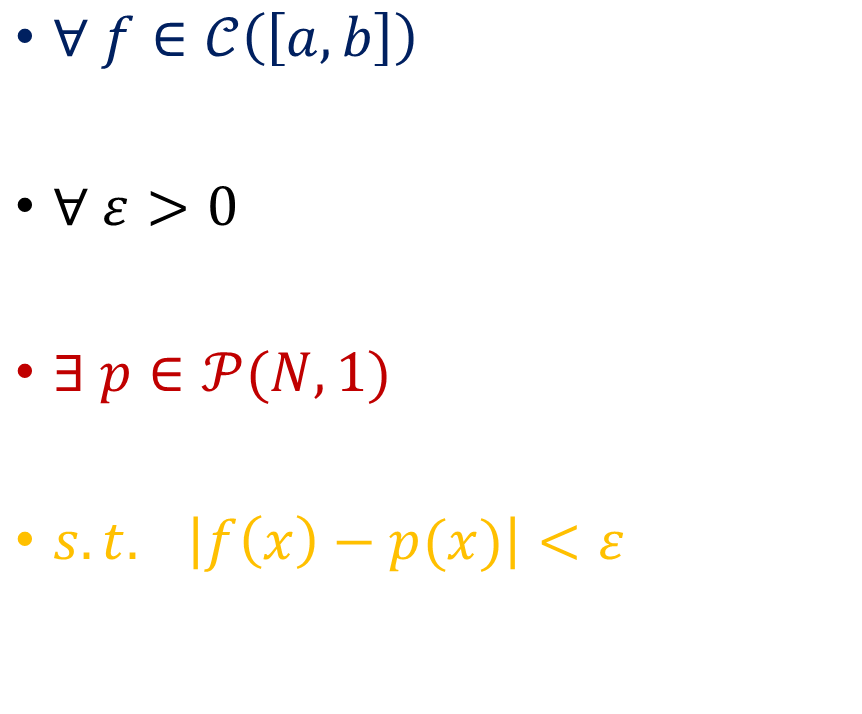 • ∀ f ∈ 𝒞([a, b])
• ∀ ε > 0
• ∃ p ∈ 𝒫(N, 1)
• s.t. |f(x) − p(x)| < ε